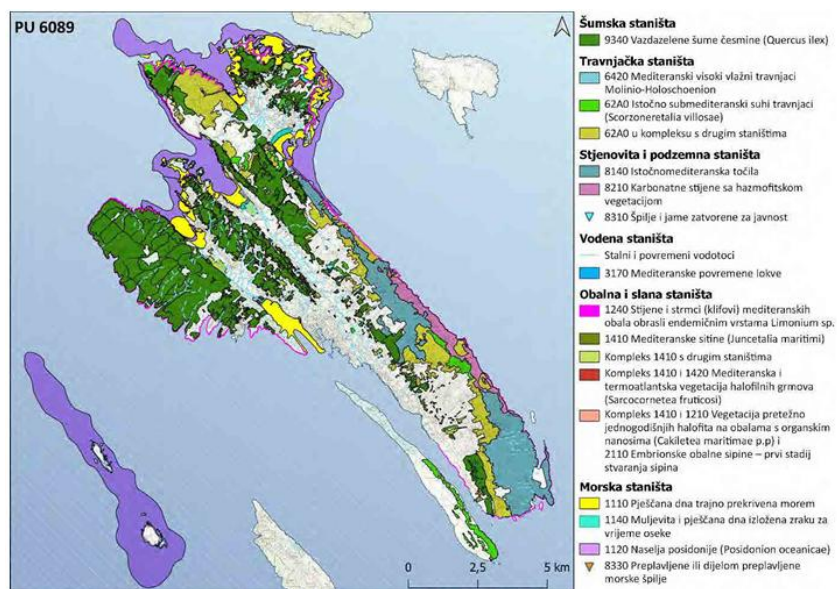 PU 6089
Šumska staništa
9340 Vazdazelene šume česmine (Quercus ilex)
Travnjačka staništa
6420 Mediteranski visoki vlažni travnjaci
Molinio-Holoschoenion
62A0 Istočno submediteranski suhi travnjaci
(Scorzoneretalia villosae)
62A0 u kompleksu s drugim staništima
Stjenovita i podzemna staništa
8140 Istočnomediteranska točila
8210 Karbonatne stijene sa hazmofitskom
vegetacijom
8310 Špilje i jame zatvorene za javnost
Vodena staništa
Stalni i povremeni vodotoci
3170 Mediteranske povremene lokve
Obalna i slana staništa
1240 Stijene i strmci (klifovi) mediteranskih
obala obrasli endemičnim vrstama Limonium sp.
1410 Mediteranske sitine (Juncetalia maritimi)
Kompleks 1410 s drugim staništima
Kompleks 1410 i 1420 Mediteranska i
termoatlantska vegetacija halofilnih grmova
(Sarcocornetea fruticosi)
Kompleks 1410 i 1210 Vegetacija pretežno
jednogodišnjih halofita na obalama s organskim
nanosima (Cakiletea maritimae p.p) i
2110 Embrionske obalne sipine – prvi stadij
stvaranja sipina
Morska staništa
1110 Pješčana dna trajno prekrivena morem
1140 Muljevita i pješčana dna izložena zraku za
vrijeme oseke
1120 Naselja posidonije (Posidonion oceanicae)
8330 Preplavljene ili dijelom preplavljene
morske špilje
0 2,5 5 km